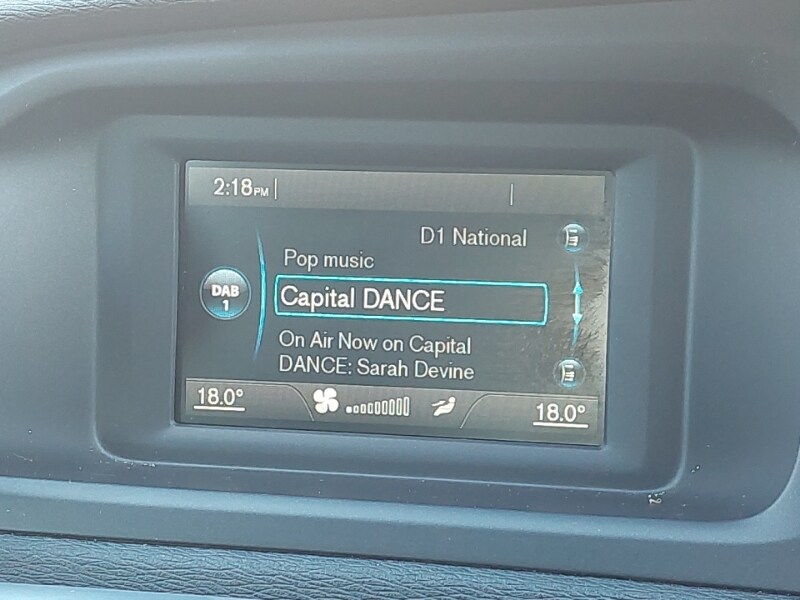 2:18PM
D1 National
Pop music
DAB
1
Capital DANCE
On Air Now on Capital
DANCE: Sarah Devine
18.0°
18.0°